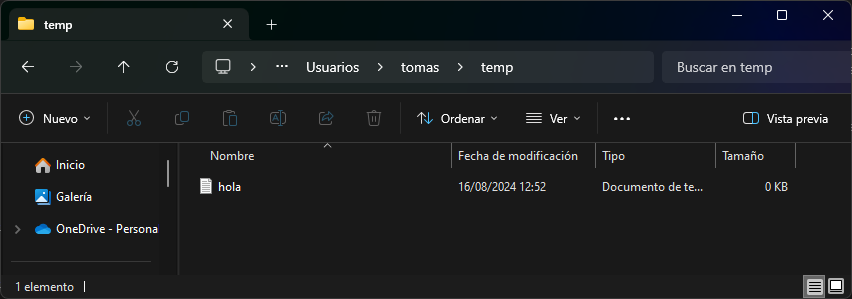 temp
Usuarios tomas temp Buscar en temp
Nuevo Ordenar Ver Vista previa
Nombre Fecha de modificación Tipo Tamaño
Inicio
hola 16/08/2024 12:52 Documento de te... 0 KB
Galería
OneDrive - Persona
1 elemento